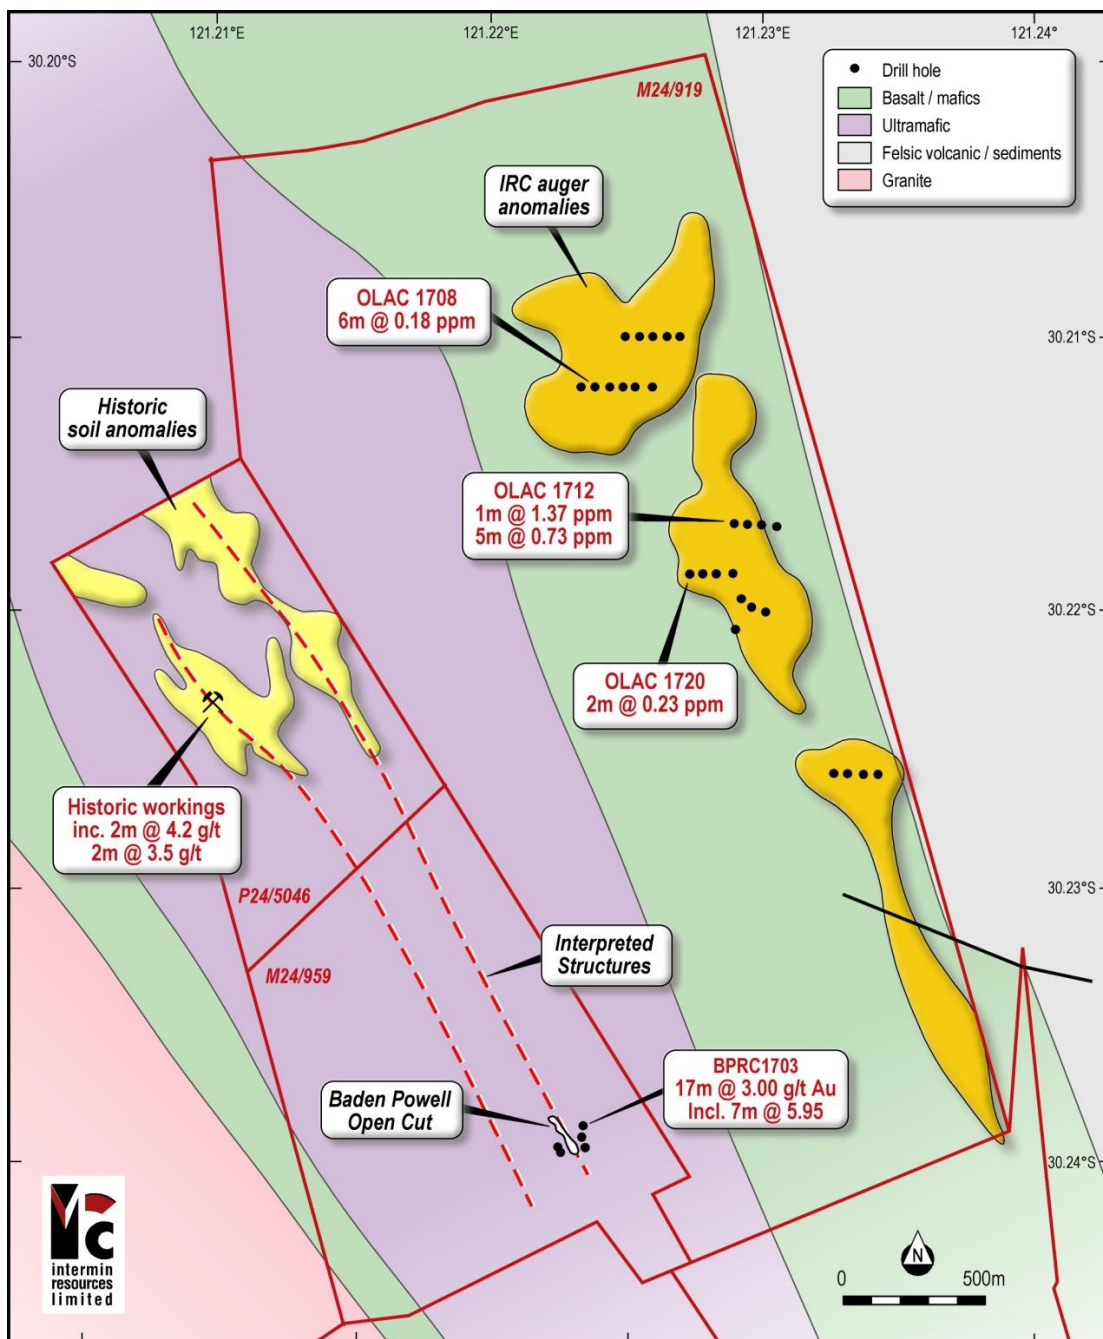 121.21°E
121.22°E
121.23°E
121.24°
30.20°S
M24/919
Drill hole
Basalt / mafics
Ultramafic
Felsic volcanic / sediments
Granite
IRC auger
anomalies
OLAC 1708
6m @ 0.18 ppm
30.21°S
Historic
soil anomalies
OLAC 1712
1m @ 1.37 ppm
5m @ 0.73 ppm
30.22°S
OLAC 1720
2m @ 0.23 ppm
Historic workings
inc. 2m @ 4.2 g/t
2m @ 3.5 g/t
P24/5046
30.23°S
M24/959
Interpreted
Structures
Baden Powell
Open Cut
BPRC1703
17m @ 3.00 g/t Au
Incl. 7m @ 5.95
30.24°S
intermin
resources
limited
N
0 500m